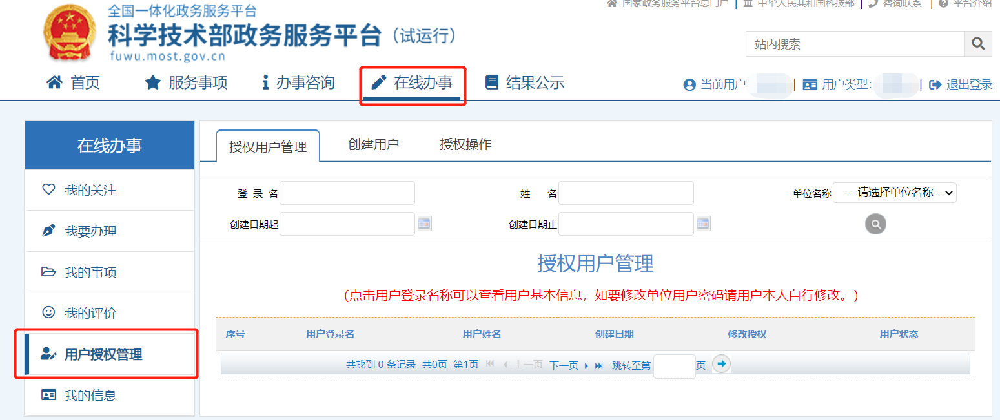 国家政务服务平台总门户 中华人民共和国科技部 咨询联系 平台介绍
全国一体化政务服务平台
科学技术部政务服务平台（试运行）
fuwu.most.gov.cn
站内搜索
首页 服务事项 办事咨询 在线办事 结果公示 当前用户 用户类型: 退出登录
在线办事
我的关注
我要办理
我的事项
我的评价
用户授权管理
我的信息
授权用户管理 创建用户 授权操作
登 录 名 姓 名 单位名称 ----请选择单位名称---
创建日期起 创建日期止
授权用户管理
(点击用户登录名称可以查看用户基本信息，如要修改单位用户密码请用户本人自行修改。)
序号 用户登录名 用户姓名 创建日期 修改授权 用户状态
共找到 0 条记录 共0页 第1页 上一页 下一页 跳转至第 页